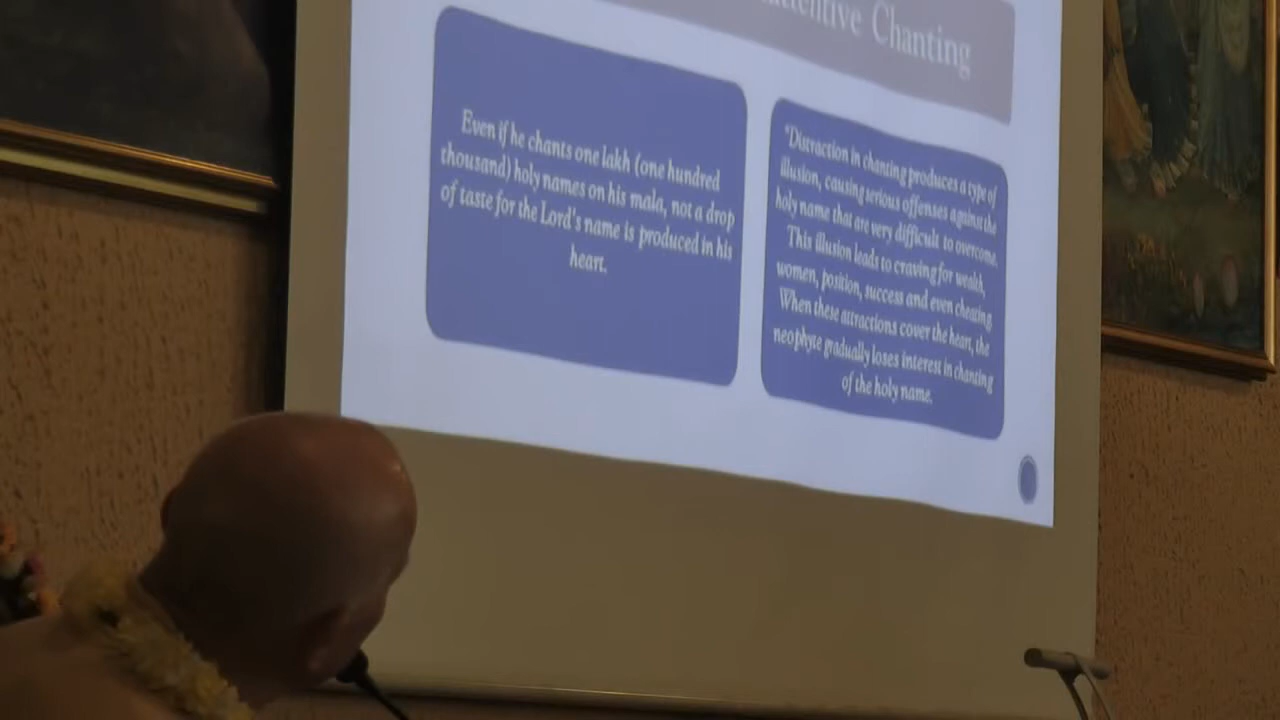 Chanting
Even if he chants one lakh (one hundred
thousand) holy names on his mala, not a drop
of taste for the Lord's name is produced in his
heart.
"Distraction in chanting produces a type of
illusion, causing serious offenses against the
holy name that are very difficult to overcome.
This illusion leads to craving for wealth,
women, position, success and even cheating
When these attractions cover the heart, the
neophyte gradually loses interest in chanting
of the holy name.